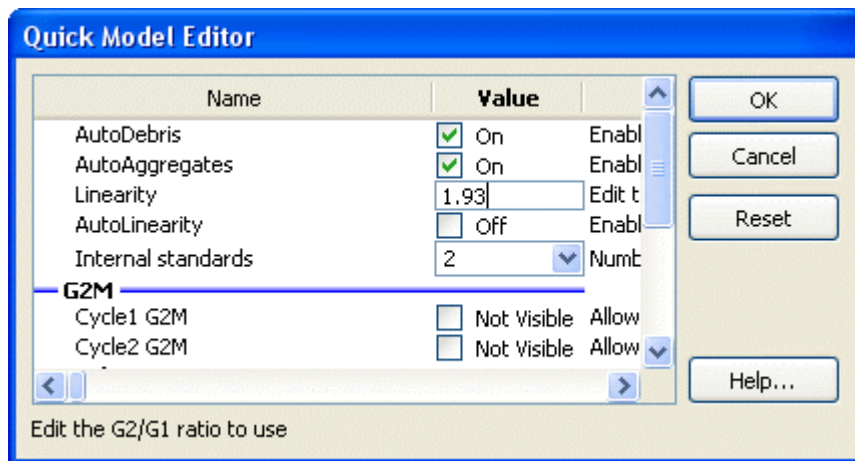 Quick Model Editor
Name Value
AutoDebris On Enabl
AutoAggregates On Enabl
Linearity 1.93 Edit t
AutoLinearity Off Enabl
Internal standards 2 Numb
G2M
Cycle1 G2M Not Visible Allow
Cycle2 G2M Not Visible Allow
OK
Cancel
Reset
Help...
Edit the G2/G1 ratio to use